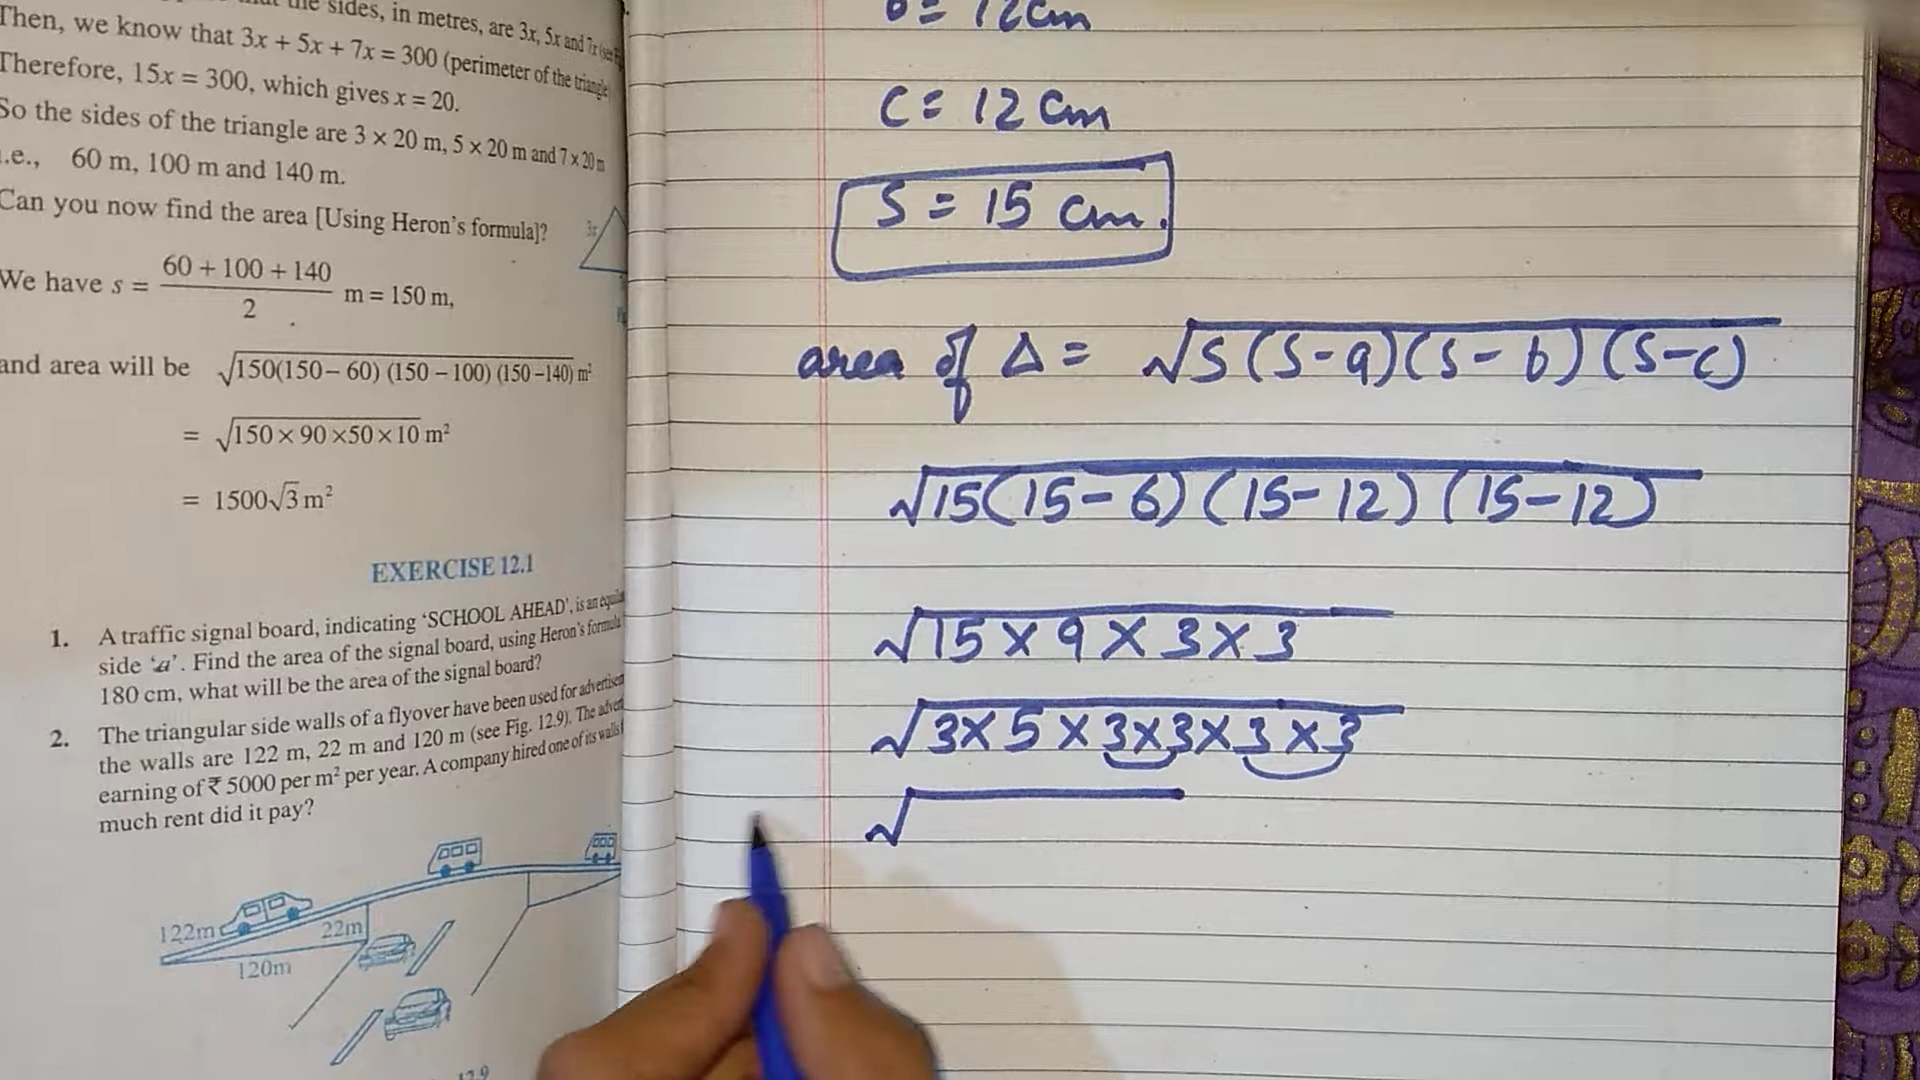 the sides, in metres, are 3x, 5x and 7x
Then, we know that 3x + 5x + 7x = 300 (perimeter of the triangle)
Therefore, 15x = 300, which gives x = 20.
So the sides of the triangle are 3 × 20 m, 5 × 20 m and 7 × 20 m
i.e., 60 m, 100 m and 140 m.
Can you now find the area [Using Heron's formula]?
3x
We have s = (60 + 100 + 140)/2 m = 150 m,
and area will be √150(150 – 60) (150 – 100) (150 –140) m²
= √150 × 90 ×50 × 10 m²
= 1500√3 m²
EXERCISE 12.1
1. A traffic signal board, indicating ‘SCHOOL AHEAD’, is an
side ‘a’. Find the area of the signal board, using Heron's formula
180 cm, what will be the area of the signal board?
2. The triangular side walls of a flyover have been used for
the walls are 122 m, 22 m and 120 m (see Fig. 12.9). The
earning of ₹ 5000 per m² per year. A company hired one of its walls
much rent did it pay?
122m
22m
120m
12.9
b = 12cm
c = 12 cm
S = 15 cm.
area of Δ = √S(S-a)(S-b)(S-c)
√15(15-6)(15-12)(15-12)
√15 × 9 × 3 × 3
√3 × 5 × 3 × 3 × 3 × 3
√